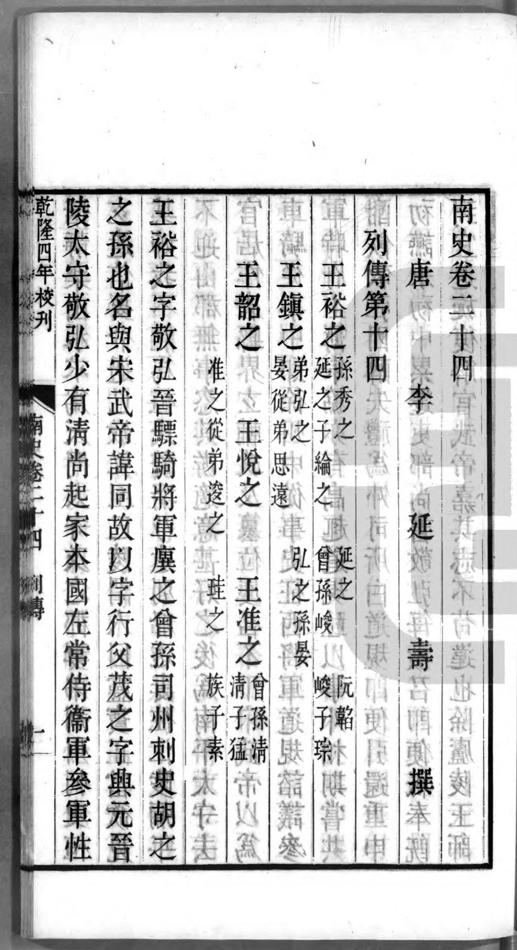 南史卷二十四
唐　李　延　壽　撰
列傳第十四
王裕之 孫秀之 延之 阮韜 延之子綸之 曾孫峻 峻子琮
王鎮之 弟弘之 弘之孫晏 晏從弟思遠
王韶之　王悅之　王准之 曾孫清 清子猛
准之從弟逡之 珪之 族子素
王裕之字敬弘晉驃騎將軍廙之曾孫司州刺史胡之
之孫也名與宋武帝諱同故以字行父茂之字興元晉
陵太守敬弘少有清尚起家本國左常侍衞軍參軍性
乾隆四年校刊
南史卷二十四 列傳 一